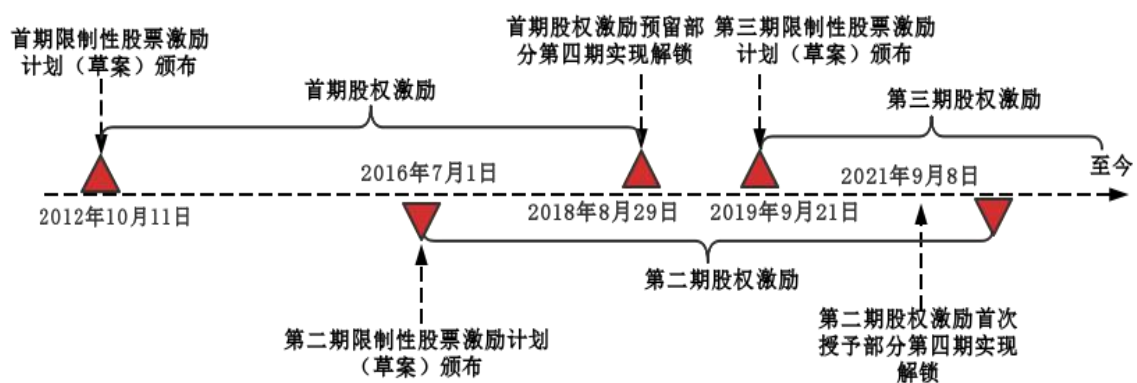 首期限制性股票激励
计划（草案）颁布
首期股权激励
首期股权激励预留部
分第四期实现解锁
第三期限制性股票激励
计划（草案）颁布
第三期股权激励
至今
2016年7月1日
2021年9月8日
2012年10月11日
2018年8月29日
2019年9月21日
第二期股权激励
第二期限制性股票激励计划
（草案）颁布
第二期股权激励首次
授予部分第四期实现
解锁